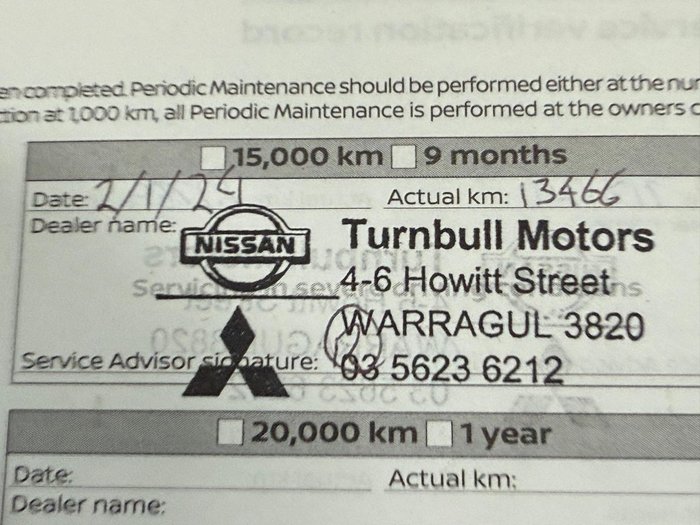 en completed. Periodic Maintenance should be performed either at the nu
ction at 1,000 km, all Periodic Maintenance is performed at the owners
15,000 km 9 months
Date: 2/1/24 Actual km: 13466
Dealer name: NISSAN Turnbull Motors
4-6 Howitt Street
WARRAGUL 3820
Service Advisor signature: 03 5623 6212
20,000 km 1 year
Date: Actual km:
Dealer name: